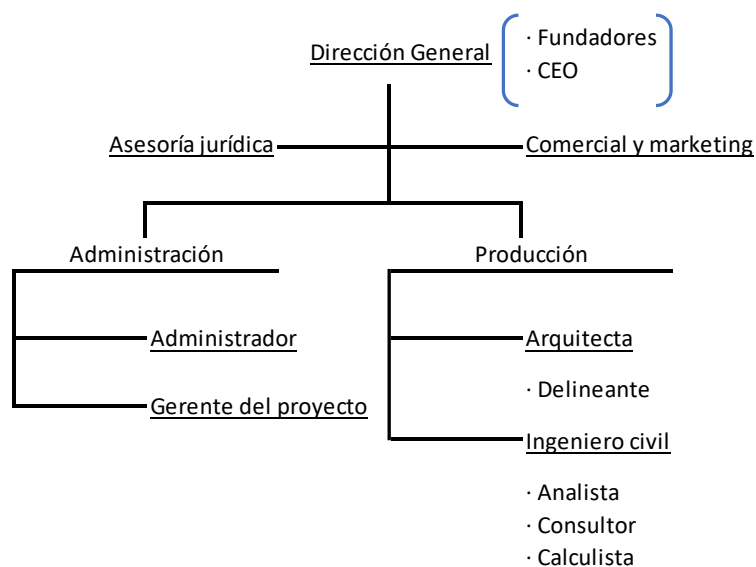 Dirección General
· Fundadores
· CEO
Asesoría jurídica
Comercial y marketing
Administración
Producción
Administrador
Gerente del proyecto
Arquitecta
· Delineante
Ingeniero civil
· Analista
· Consultor
· Calculista